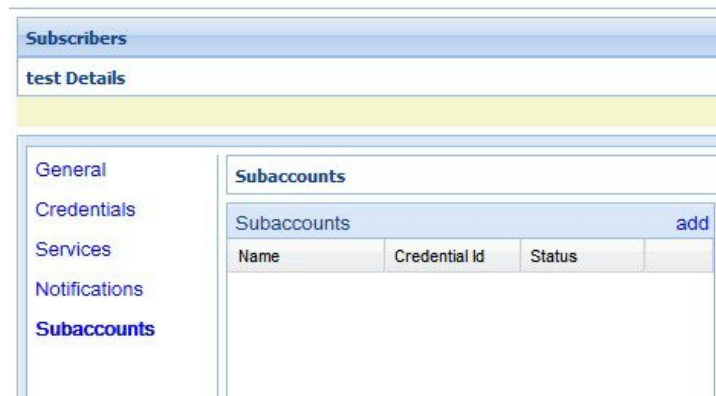 Subscribers
test Details
General
Credentials
Services
Notifications
Subaccounts
Subaccounts
Subaccounts add
Name Credential Id Status